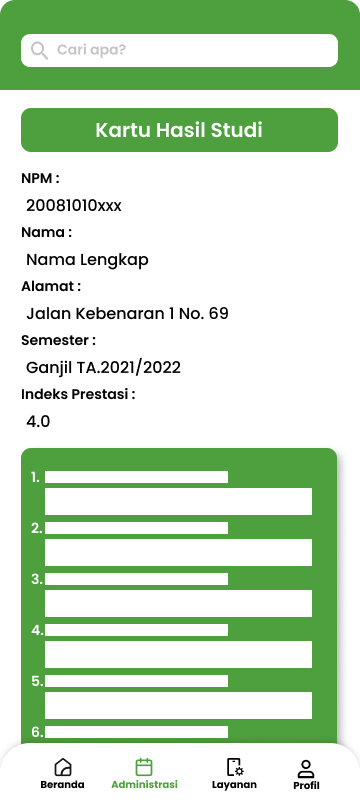 Cari apa?
Kartu Hasil Studi
NPM :
20081010xxx
Nama :
Nama Lengkap
Alamat :
Jalan Kebenaran 1 No. 69
Semester :
Ganjil TA.2021/2022
Indeks Prestasi :
4.0
1.
2.
3.
4.
5.
6.
Beranda Administrasi Layanan Profil